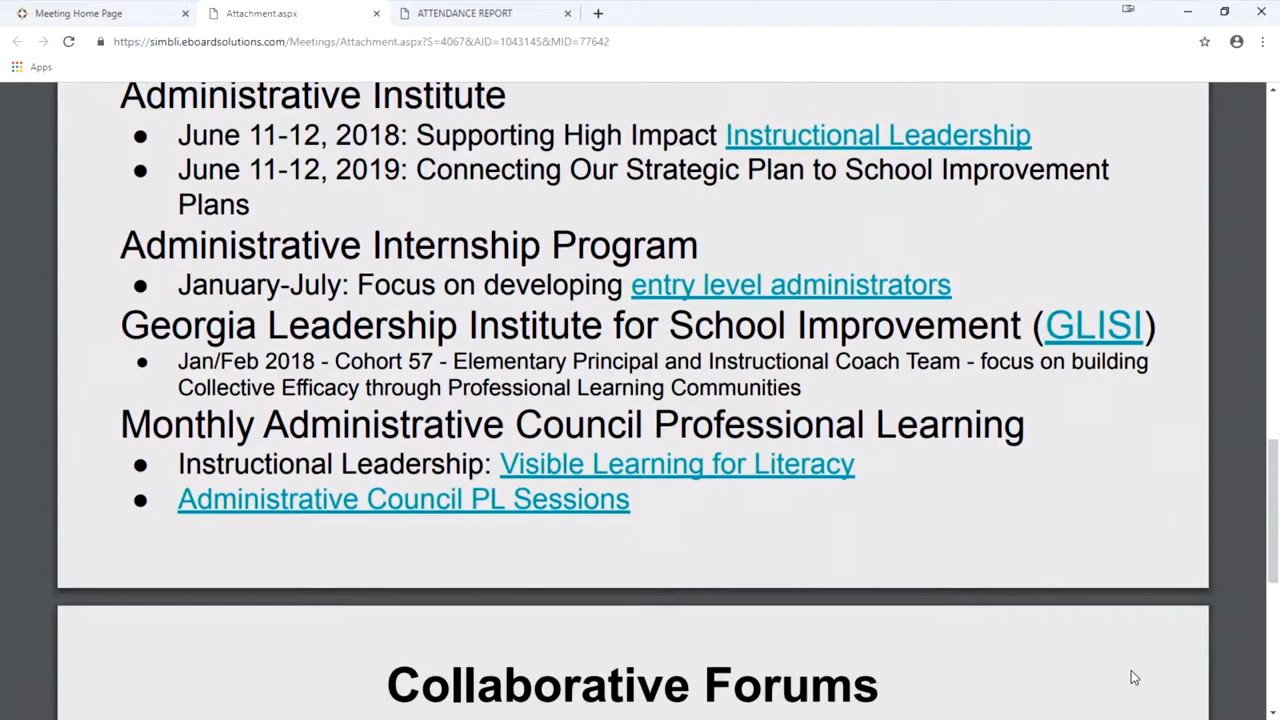 Meeting Home Page
Attachment.aspx
ATTENDANCE REPORT
https://simbli.eboardsolutions.com/Meetings/Attachment.aspx?S=4067&AID=1043145&MID=77642
Apps
Administrative Institute
● June 11-12, 2018: Supporting High Impact Instructional Leadership
● June 11-12, 2019: Connecting Our Strategic Plan to School Improvement
Plans
Administrative Internship Program
● January-July: Focus on developing entry level administrators
Georgia Leadership Institute for School Improvement (GLISI)
● Jan/Feb 2018 - Cohort 57 - Elementary Principal and Instructional Coach Team - focus on building
Collective Efficacy through Professional Learning Communities
Monthly Administrative Council Professional Learning
● Instructional Leadership: Visible Learning for Literacy
● Administrative Council PL Sessions
Collaborative Forums